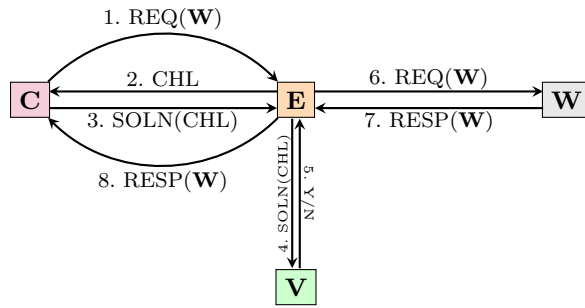 1. REQ(W)
2. CHL
6. REQ(W)
C
E
W
3. SOLN(CHL)
7. RESP(W)
8. RESP(W)
4. SOLN(CHL)
5. Y/N
V